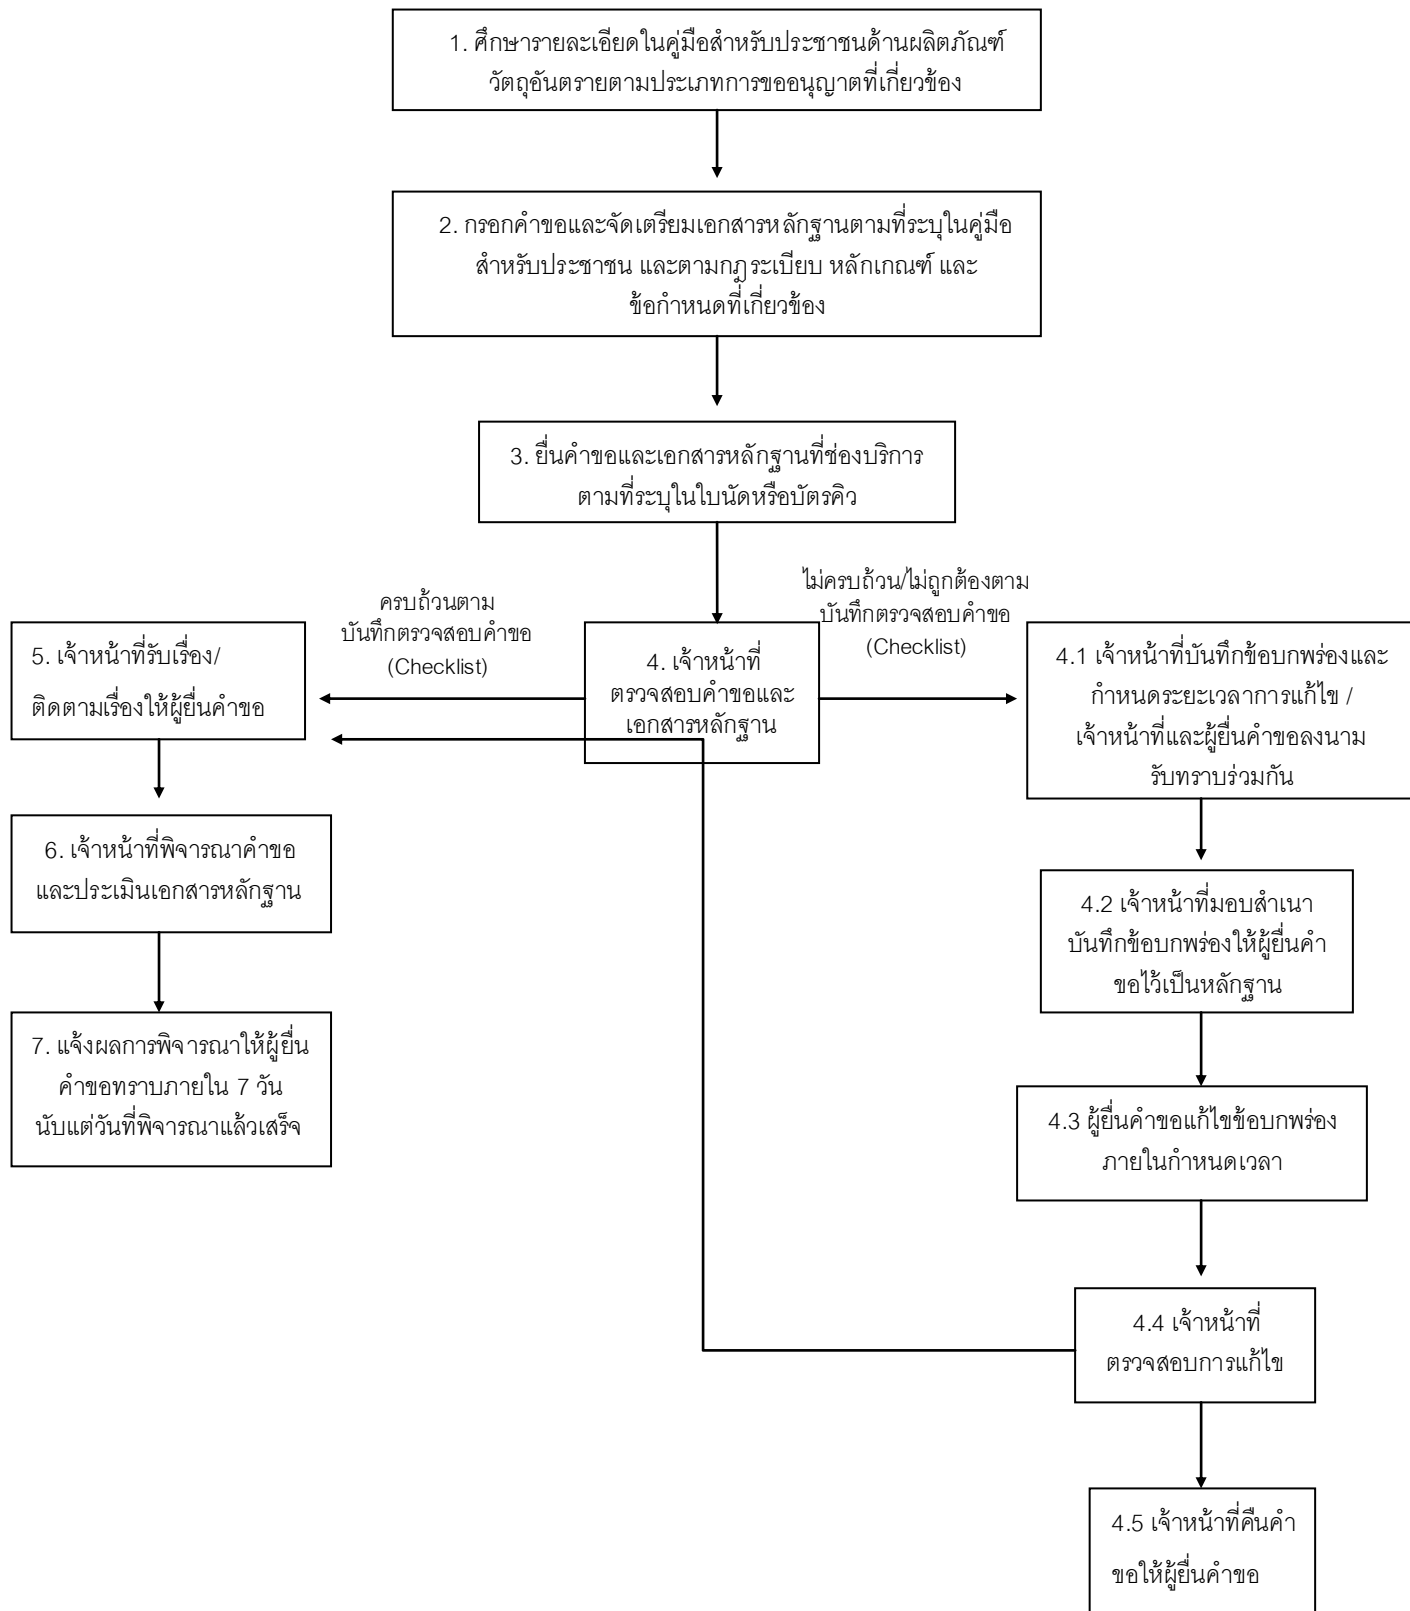 1. ศึกษารายละเอียดในคู่มือสำหรับประชาชนด้านผลิตภัณฑ์
วัตถุอันตรายตามประเภทการขออนุญาตที่เกี่ยวข้อง
2. กรอกคำขอและจัดเตรียมเอกสารหลักฐานตามที่ระบุในคู่มือ
สำหรับประชาชน และตามกฎระเบียบ หลักเกณฑ์ และ
ข้อกำหนดที่เกี่ยวข้อง
3. ยื่นคำขอและเอกสารหลักฐานที่ช่องบริการ
ตามที่ระบุในใบนัดหรือบัตรคิว
ครบถ้วนตาม
บันทึกตรวจสอบคำขอ
(Checklist)
ไม่ครบถ้วน/ไม่ถูกต้องตาม
บันทึกตรวจสอบคำขอ
(Checklist)
4. เจ้าหน้าที่
ตรวจสอบคำขอและ
เอกสารหลักฐาน
5. เจ้าหน้าที่รับเรื่อง/
ติดตามเรื่องให้ผู้ยื่นคำขอ
6. เจ้าหน้าที่พิจารณาคำขอ
และประเมินเอกสารหลักฐาน
7. แจ้งผลการพิจารณาให้ผู้ยื่น
คำขอทราบภายใน 7 วัน
นับแต่วันที่พิจารณาแล้วเสร็จ
4.1 เจ้าหน้าที่บันทึกข้อบกพร่องและ
กำหนดระยะเวลาการแก้ไข /
เจ้าหน้าที่และผู้ยื่นคำขอลงนาม
รับทราบร่วมกัน
4.2 เจ้าหน้าที่มอบสำเนา
บันทึกข้อบกพร่องให้ผู้ยื่นคำ
ขอไว้เป็นหลักฐาน
4.3 ผู้ยื่นคำขอแก้ไขข้อบกพร่อง
ภายในกำหนดเวลา
4.4 เจ้าหน้าที่
ตรวจสอบการแก้ไข
4.5 เจ้าหน้าที่คืนคำ
ขอให้ผู้ยื่นคำขอ